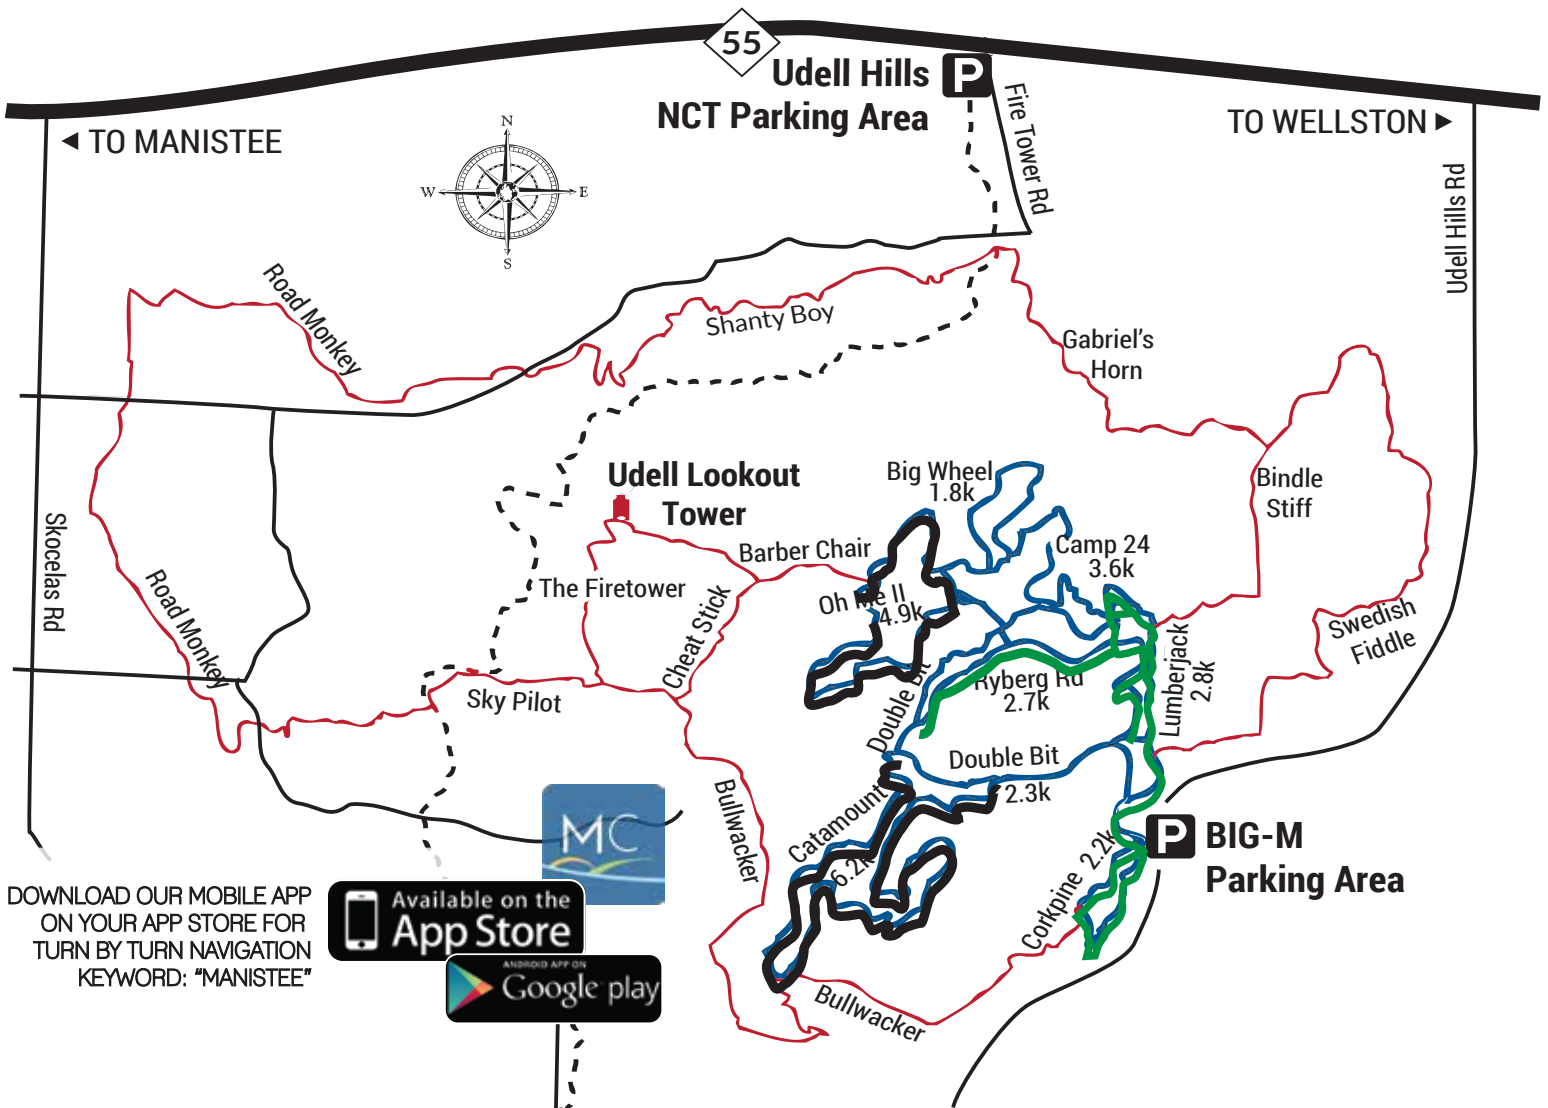 55
Udell Hills
NCT Parking Area
P
Fire Tower Rd
◄ TO MANISTEE
TO WELLSTON ►
N
W
E
S
Udell Hills Rd
Road Monkey
Shanty Boy
Gabriel's
Horn
Udell Lookout
Tower
Big Wheel
1.8k
Bindle
Stiff
Skocelas Rd
Barber Chair
Camp 24
3.6k
The Firetower
Oh Me II
4.9k
Road Monkey
Cheat Stick
Swedish
Fiddle
Lumberjack
2.8k
Sky Pilot
Double Bit
Ryberg Rd
2.7k
Double Bit
2.3k
Bullwacker
Catamount
6.2k
MC
P
BIG-M
Parking Area
Corkpine 2.2k
DOWNLOAD OUR MOBILE APP
ON YOUR APP STORE FOR
TURN BY TURN NAVIGATION
KEYWORD: "MANISTEE"
Available on the
App Store
ANDROID APP ON
Google play
Bullwacker